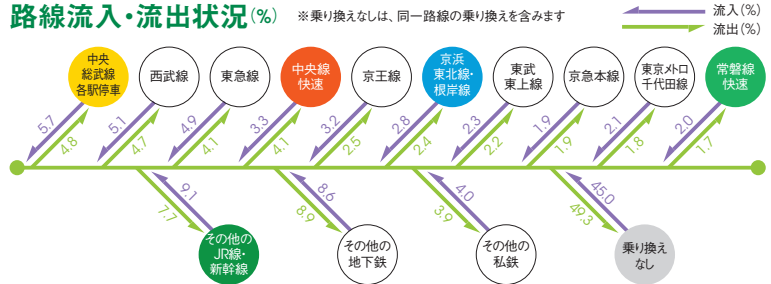 路線流入・流出状況(%) ※乗り換えなしは、同一路線の乗り換えを含みます
流入(%)
流出(%)
中央
総武線
各駅停車
西武線
東急線
中央線
快速
京王線
京浜
東北線・
根岸線
東武
東上線
京急本線
東京メトロ
千代田線
常磐線
快速
5.7
4.8
5.1
4.7
4.9
4.1
3.3
4.1
3.2
2.5
2.8
2.4
2.3
2.2
1.9
1.9
2.1
1.8
2.0
1.7
9.1
7.7
8.6
8.9
4.0
3.9
45.0
49.3
その他の
JR線・
新幹線
その他の
地下鉄
その他の
私鉄
乗り換え
なし